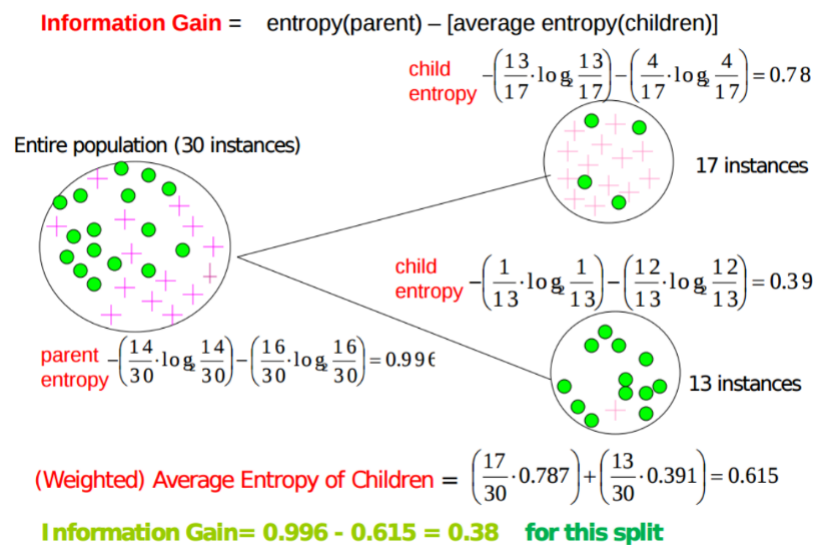 Information Gain = entropy(parent) – [average entropy(children)]
child entropy −(13/17·log₂ 13/17)−(4/17·log₂ 4/17)=0.78
Entire population (30 instances)
17 instances
child entropy −(1/13·log₂ 1/13)−(12/13·log₂ 12/13)=0.39
parent entropy −(14/30·log₂ 14/30)−(16/30·log₂ 16/30)=0.996
13 instances
(Weighted) Average Entropy of Children = (17/30·0.787)+(13/30·0.391)=0.615
Information Gain= 0.996 - 0.615 = 0.38 for this split